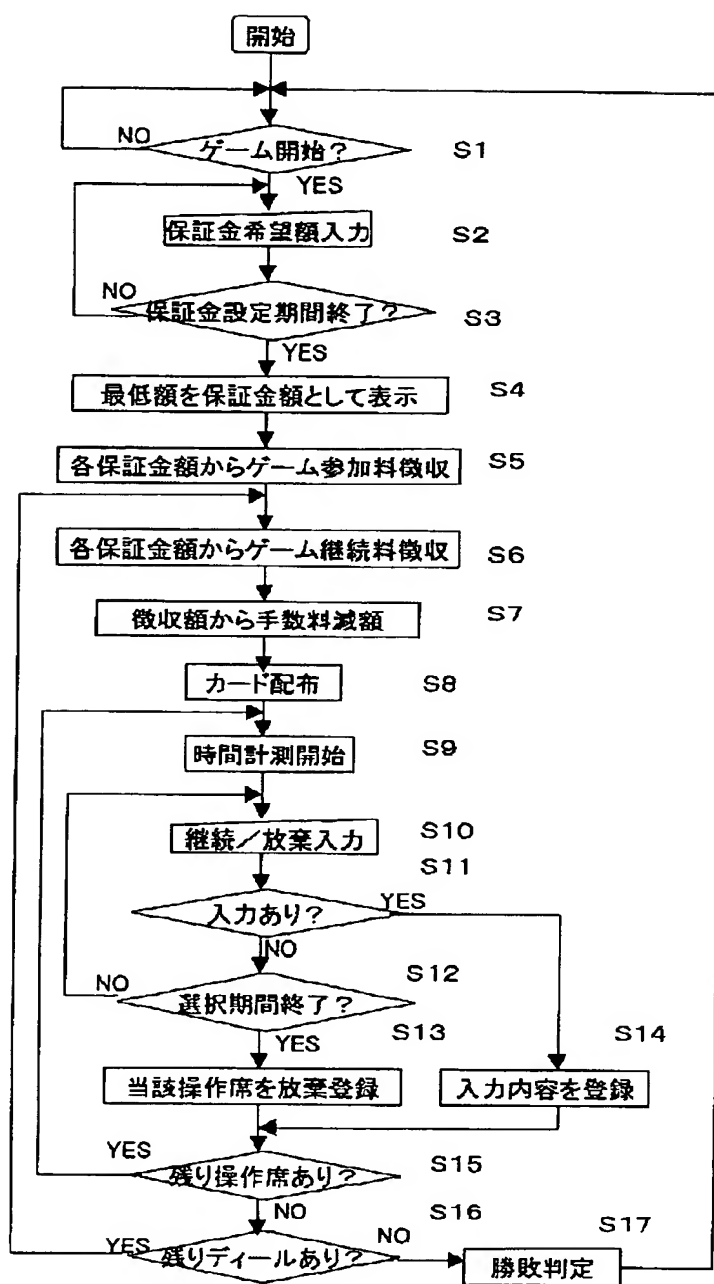 開始
NO
ゲーム開始?
S1
YES
保証金希望額入力
S2
NO
保証金設定期間終了?
S3
YES
最低額を保証金額として表示
S4
各保証金額からゲーム参加料徴収
S5
各保証金額からゲーム継続料徴収
S6
徴収額から手数料減額
S7
カード配布
S8
時間計測開始
S9
継続/放棄入力
S10
S11
入力あり?
YES
NO
NO
選択期間終了?
S12
YES
S13
S14
当該操作席を放棄登録
入力内容を登録
YES
残り操作席あり?
S15
NO
S16
YES
残りディールあり?
NO
S17
勝敗判定